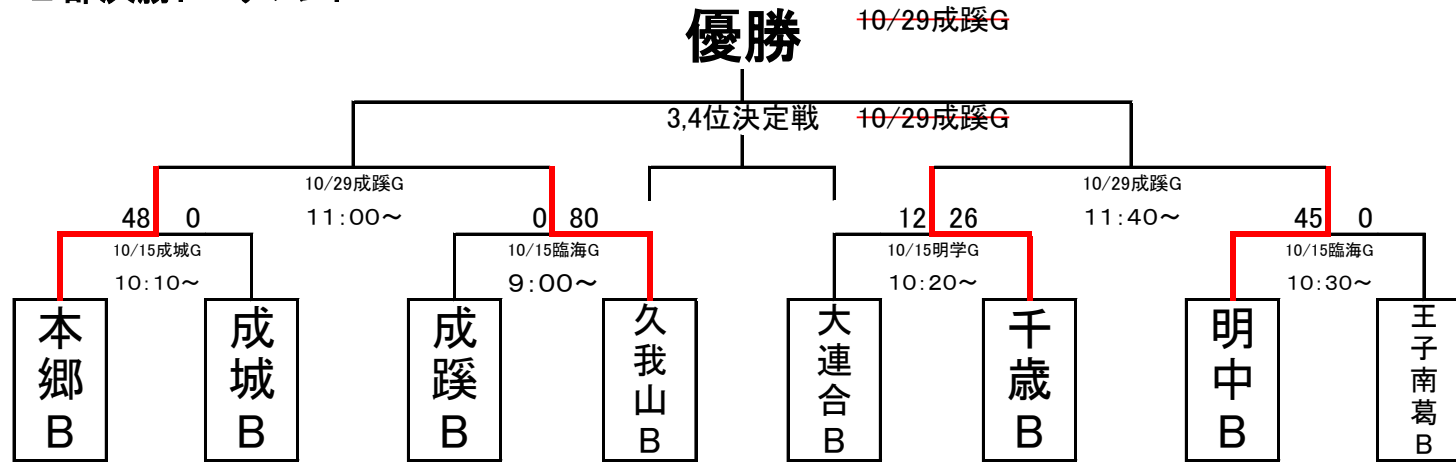 優勝
10/29成蹊G
3,4位決定戦
10/29成蹊G
10/29成蹊G
11:00～
10/29成蹊G
11:40～
48 0
10/15成城G
10:10～
0 80
10/15臨海G
9:00～
12 26
10/15明学G
10:20～
45 0
10/15臨海G
10:30～
本郷B
成城B
成蹊B
久我山B
大連合B
千歳B
明中B
王子南葛B